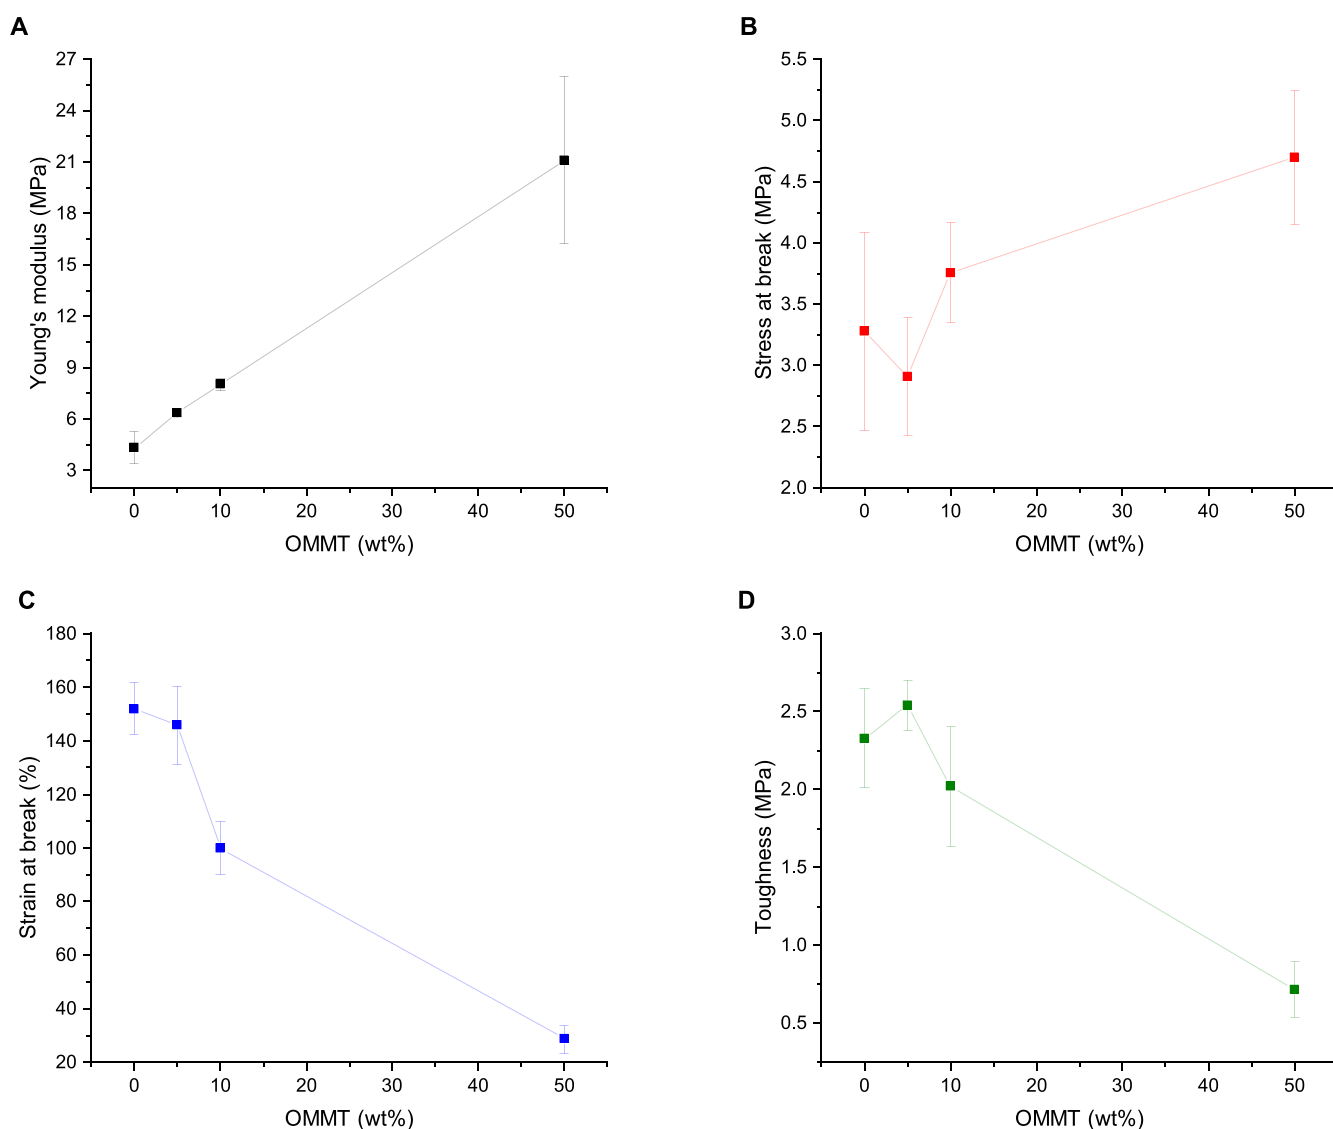 A
Young's modulus (MPa)
27
24
21
18
15
12
9
6
3
0 10 20 30 40 50
OMMT (wt%)
B
Stress at break (MPa)
5.5
5.0
4.5
4.0
3.5
3.0
2.5
2.0
0 10 20 30 40 50
OMMT (wt%)
C
Strain at break (%)
180
160
140
120
100
80
60
40
20
0 10 20 30 40 50
OMMT (wt%)
D
Toughness (MPa)
3.0
2.5
2.0
1.5
1.0
0.5
0 10 20 30 40 50
OMMT (wt%)